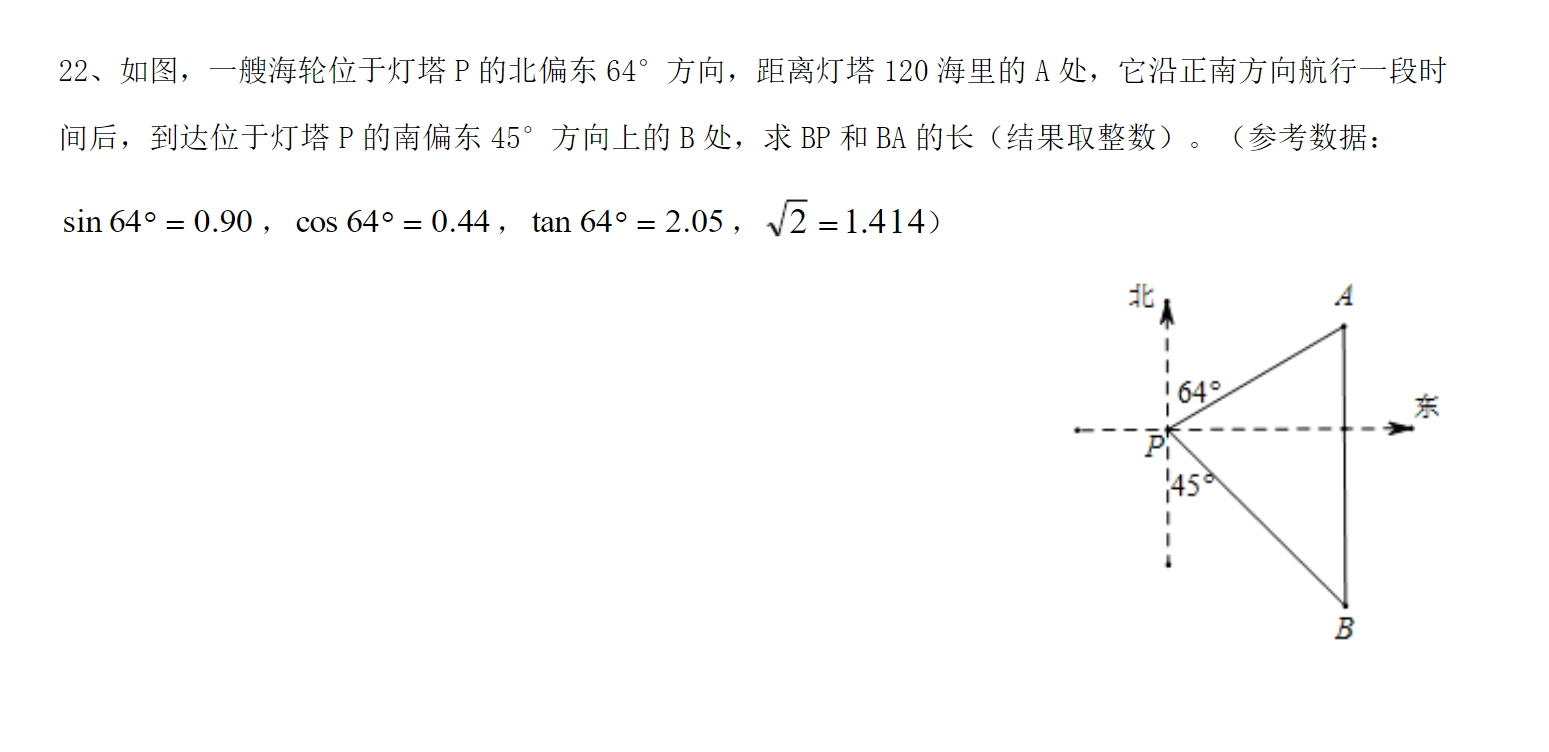 22、如图，一艘海轮位于灯塔 P 的北偏东 64° 方向，距离灯塔 120 海里的 A 处，它沿正南方向航行一段时
间后，到达位于灯塔 P 的南偏东 45° 方向上的 B 处，求 BP 和 BA 的长（结果取整数）。（参考数据：
sin 64° = 0.90 ， cos 64° = 0.44 ， tan 64° = 2.05 ， √2 =1.414）
北
A
64°
东
P
45°
B